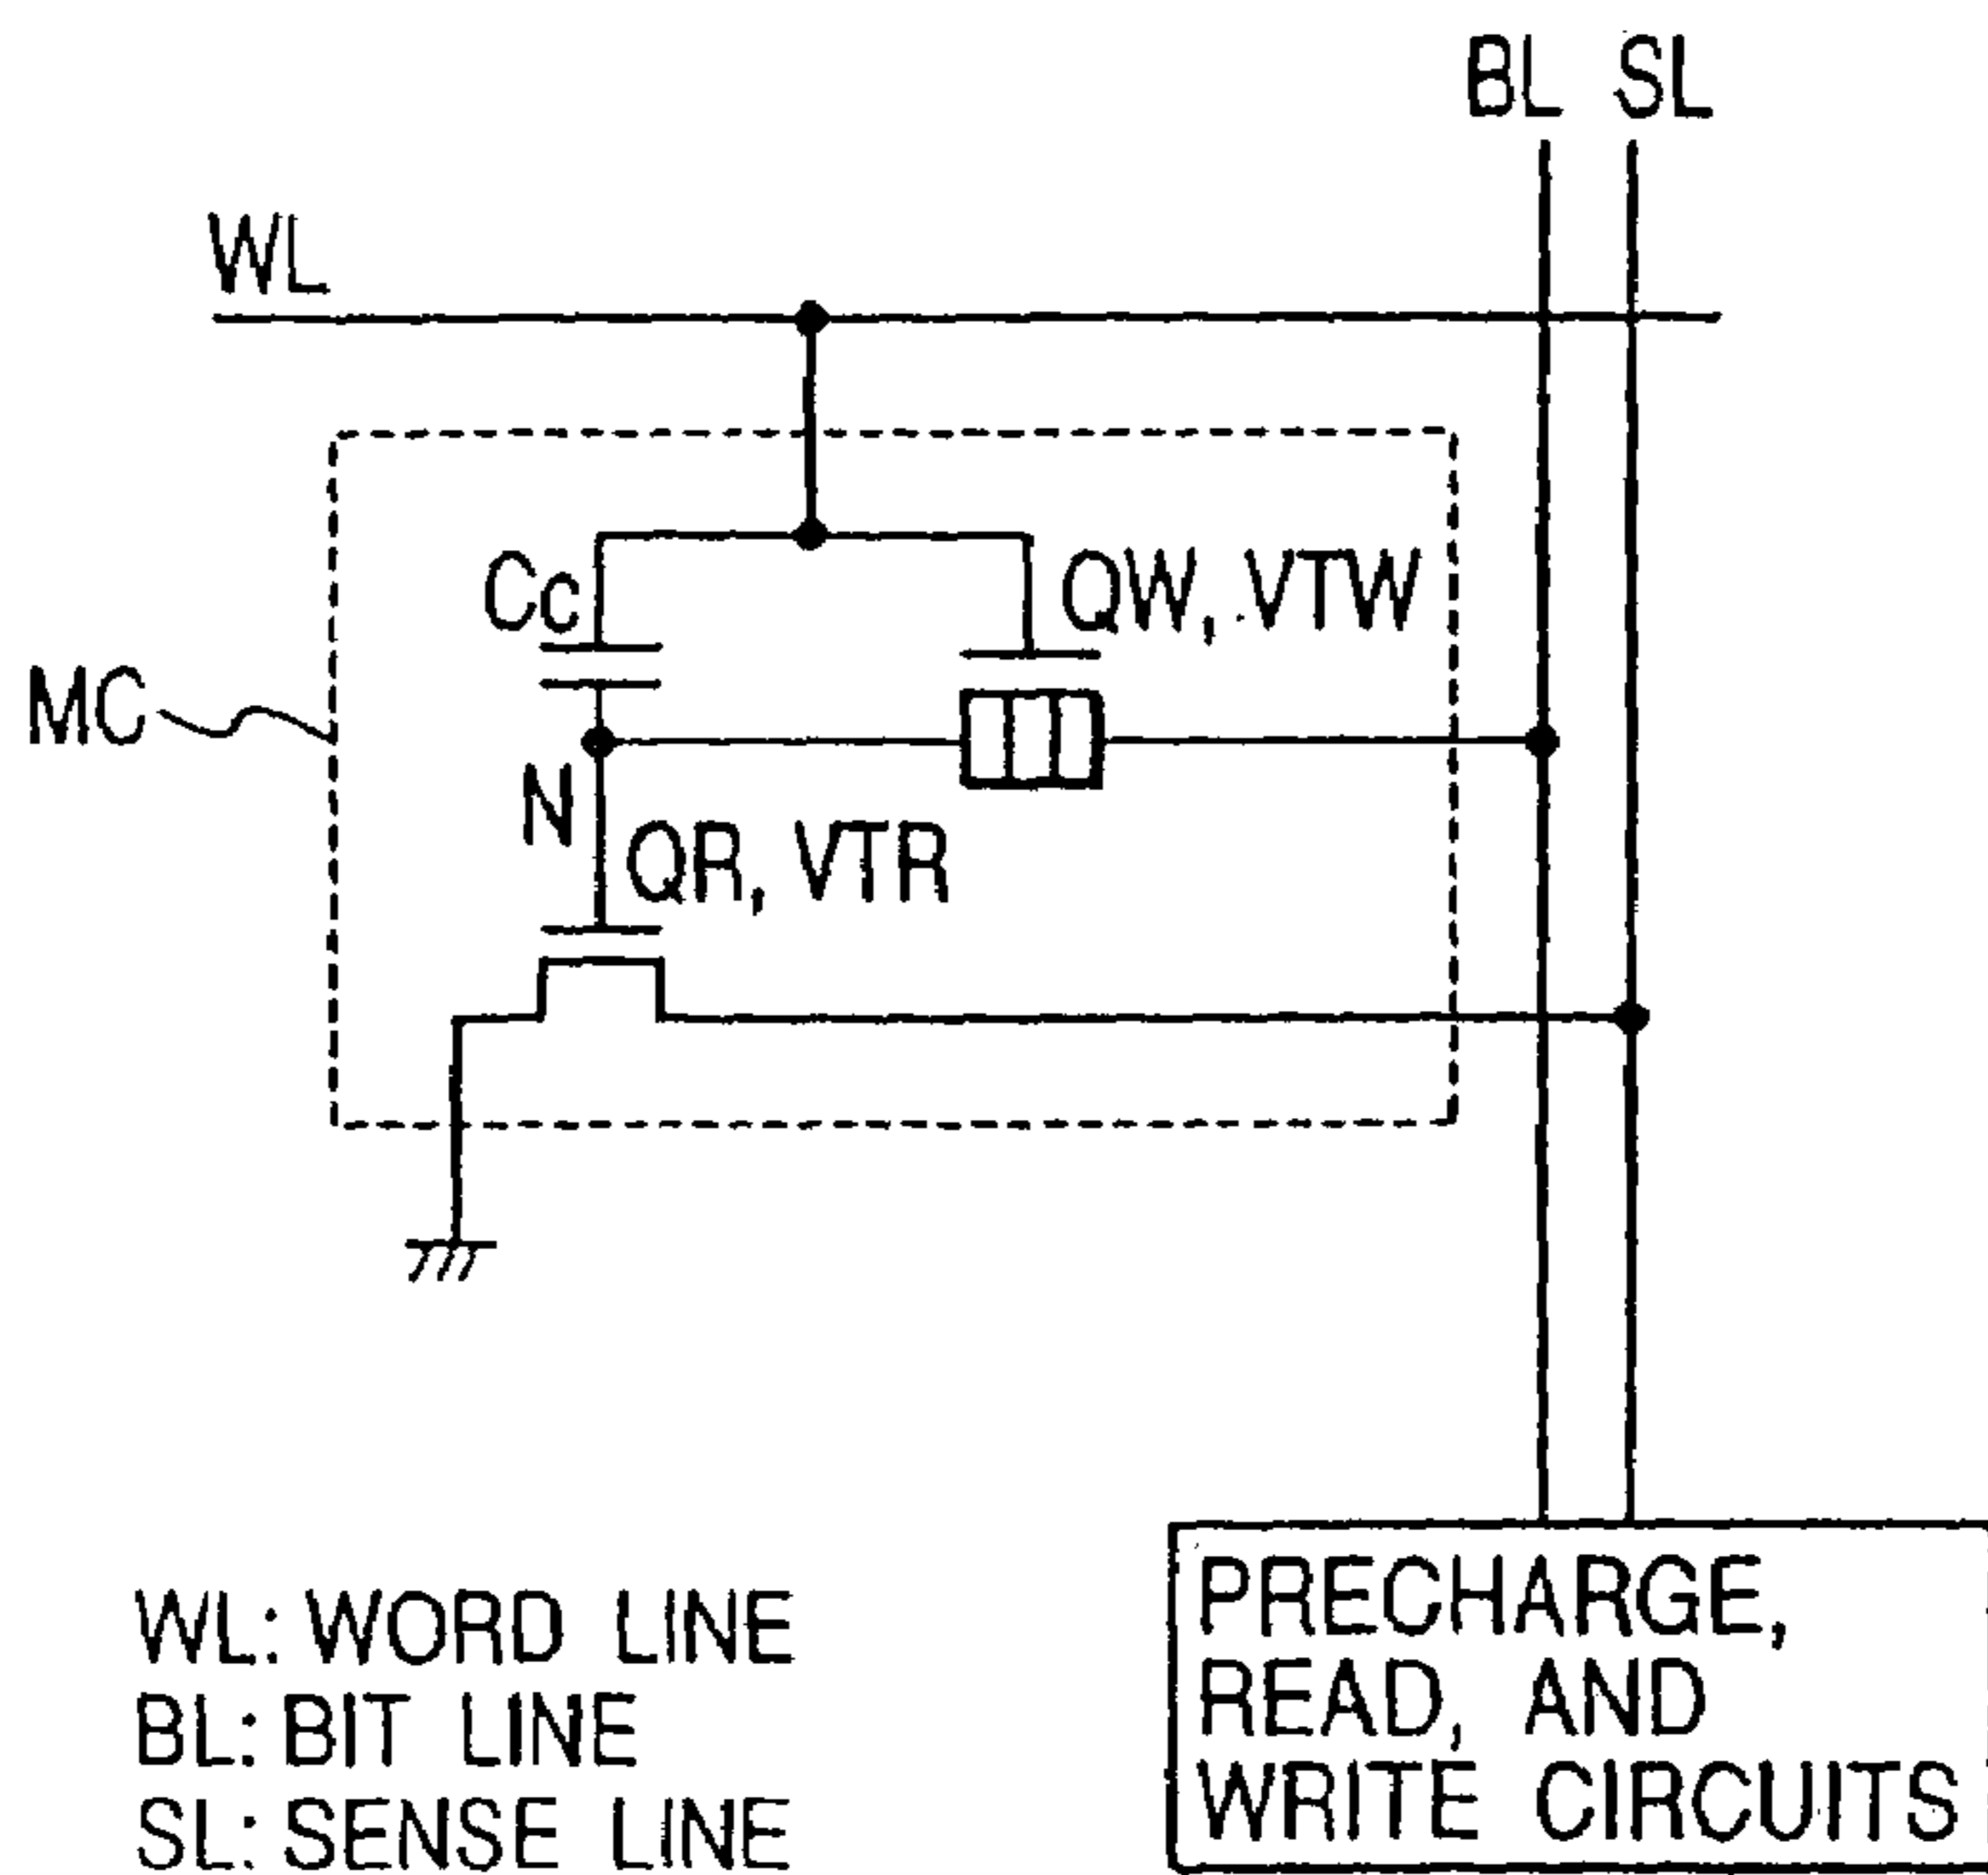 BL SL
WL
Cc
QW, VTW
MC
N
QR, VTR
WL: WORD LINE
BL: BIT LINE
SL: SENSE LINE
PRECHARGE,
READ, AND
WRITE CIRCUITS